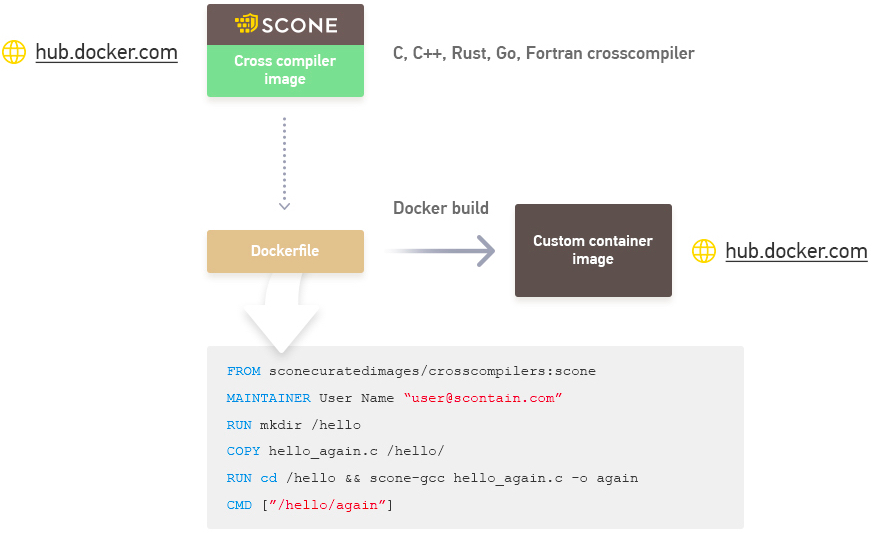 SCONE
hub.docker.com
Cross compiler
image
C, C++, Rust, Go, Fortran crosscompiler
Docker build
Dockerfile
Custom container
image
hub.docker.com
FROM sconecuratedimages/crosscompilers:scone
MAINTAINER User Name “user@scontain.com”
RUN mkdir /hello
COPY hello_again.c /hello/
RUN cd /hello && scone-gcc hello_again.c -o again
CMD [”/hello/again”]